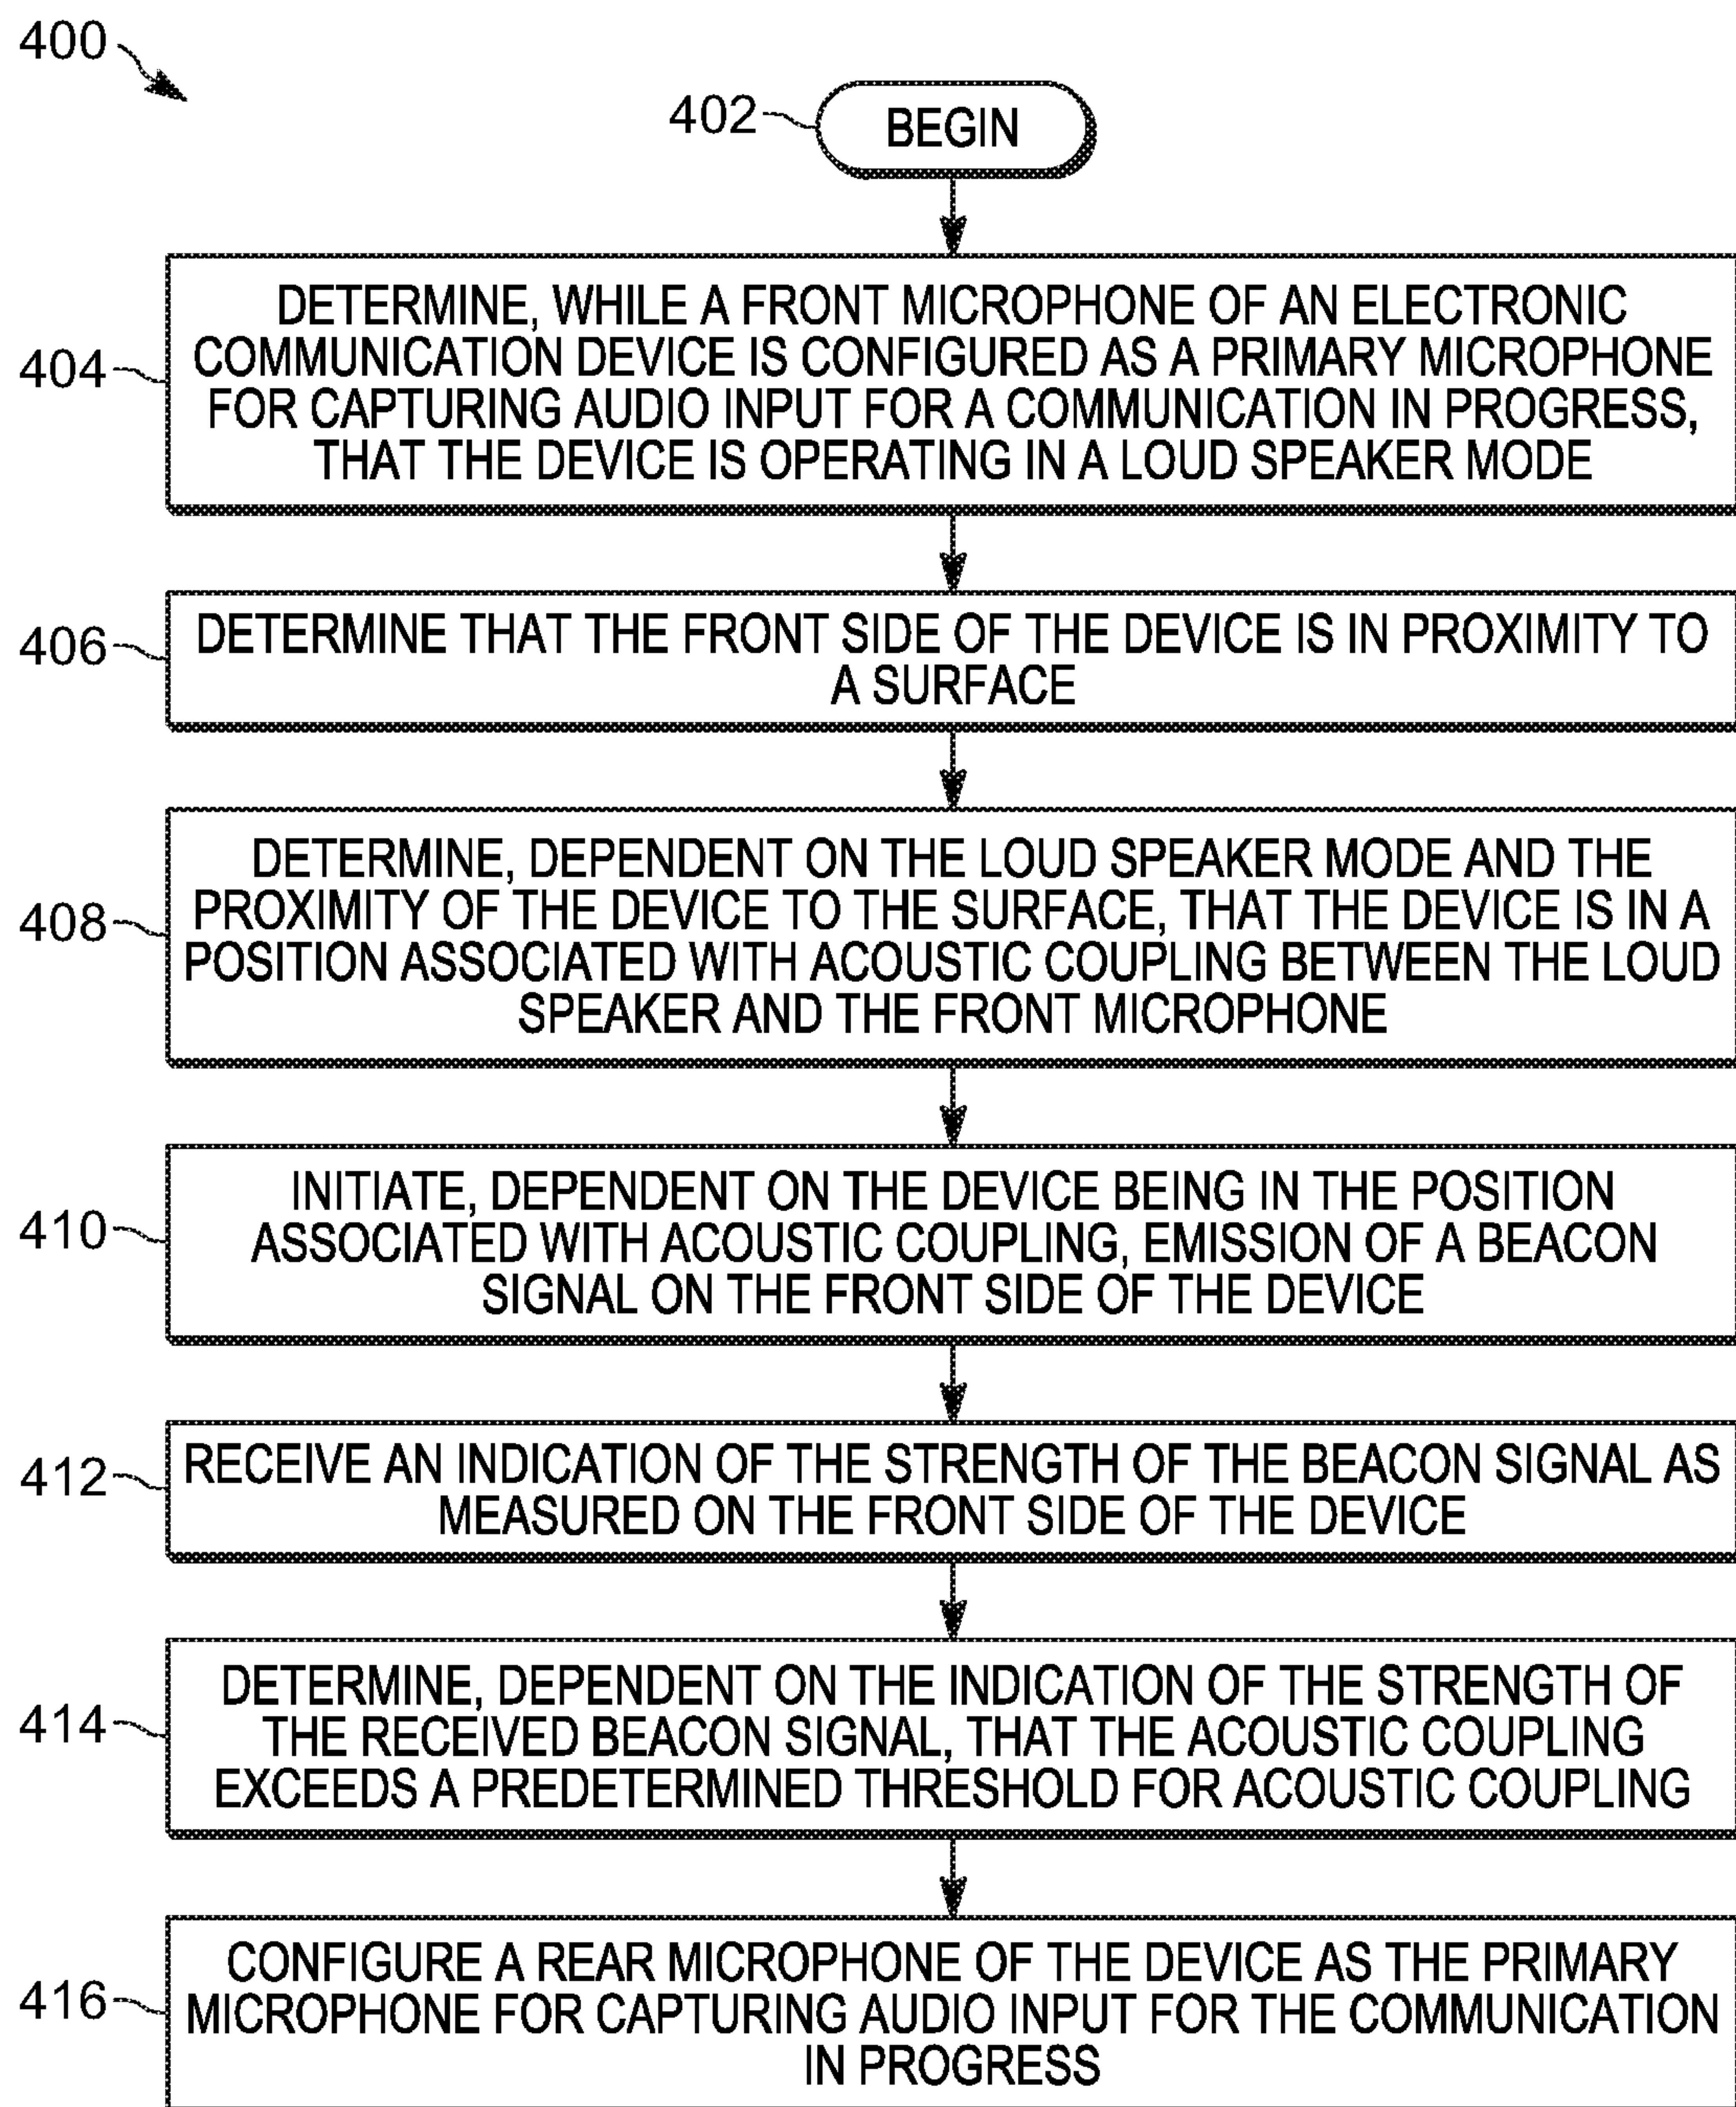 400
402
BEGIN
404
DETERMINE, WHILE A FRONT MICROPHONE OF AN ELECTRONIC
COMMUNICATION DEVICE IS CONFIGURED AS A PRIMARY MICROPHONE
FOR CAPTURING AUDIO INPUT FOR A COMMUNICATION IN PROGRESS,
THAT THE DEVICE IS OPERATING IN A LOUD SPEAKER MODE
406
DETERMINE THAT THE FRONT SIDE OF THE DEVICE IS IN PROXIMITY TO
A SURFACE
408
DETERMINE, DEPENDENT ON THE LOUD SPEAKER MODE AND THE
PROXIMITY OF THE DEVICE TO THE SURFACE, THAT THE DEVICE IS IN A
POSITION ASSOCIATED WITH ACOUSTIC COUPLING BETWEEN THE LOUD
SPEAKER AND THE FRONT MICROPHONE
410
INITIATE, DEPENDENT ON THE DEVICE BEING IN THE POSITION
ASSOCIATED WITH ACOUSTIC COUPLING, EMISSION OF A BEACON
SIGNAL ON THE FRONT SIDE OF THE DEVICE
412
RECEIVE AN INDICATION OF THE STRENGTH OF THE BEACON SIGNAL AS
MEASURED ON THE FRONT SIDE OF THE DEVICE
414
DETERMINE, DEPENDENT ON THE INDICATION OF THE STRENGTH OF
THE RECEIVED BEACON SIGNAL, THAT THE ACOUSTIC COUPLING
EXCEEDS A PREDETERMINED THRESHOLD FOR ACOUSTIC COUPLING
416
CONFIGURE A REAR MICROPHONE OF THE DEVICE AS THE PRIMARY
MICROPHONE FOR CAPTURING AUDIO INPUT FOR THE COMMUNICATION
IN PROGRESS